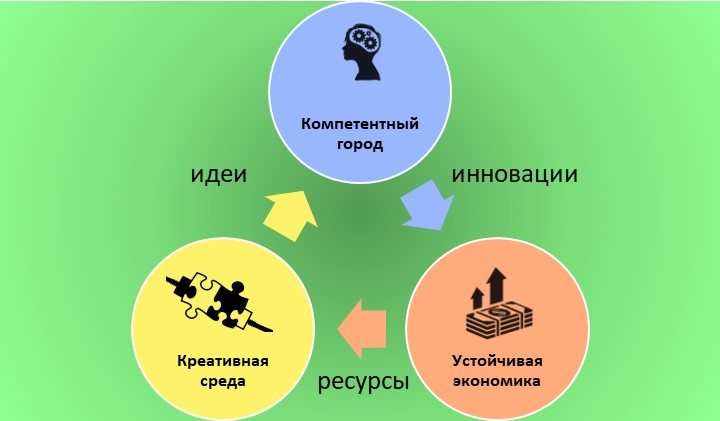 Компетентный
город
идеи
инновации
Креативная
среда
ресурсы
Устойчивая
экономика